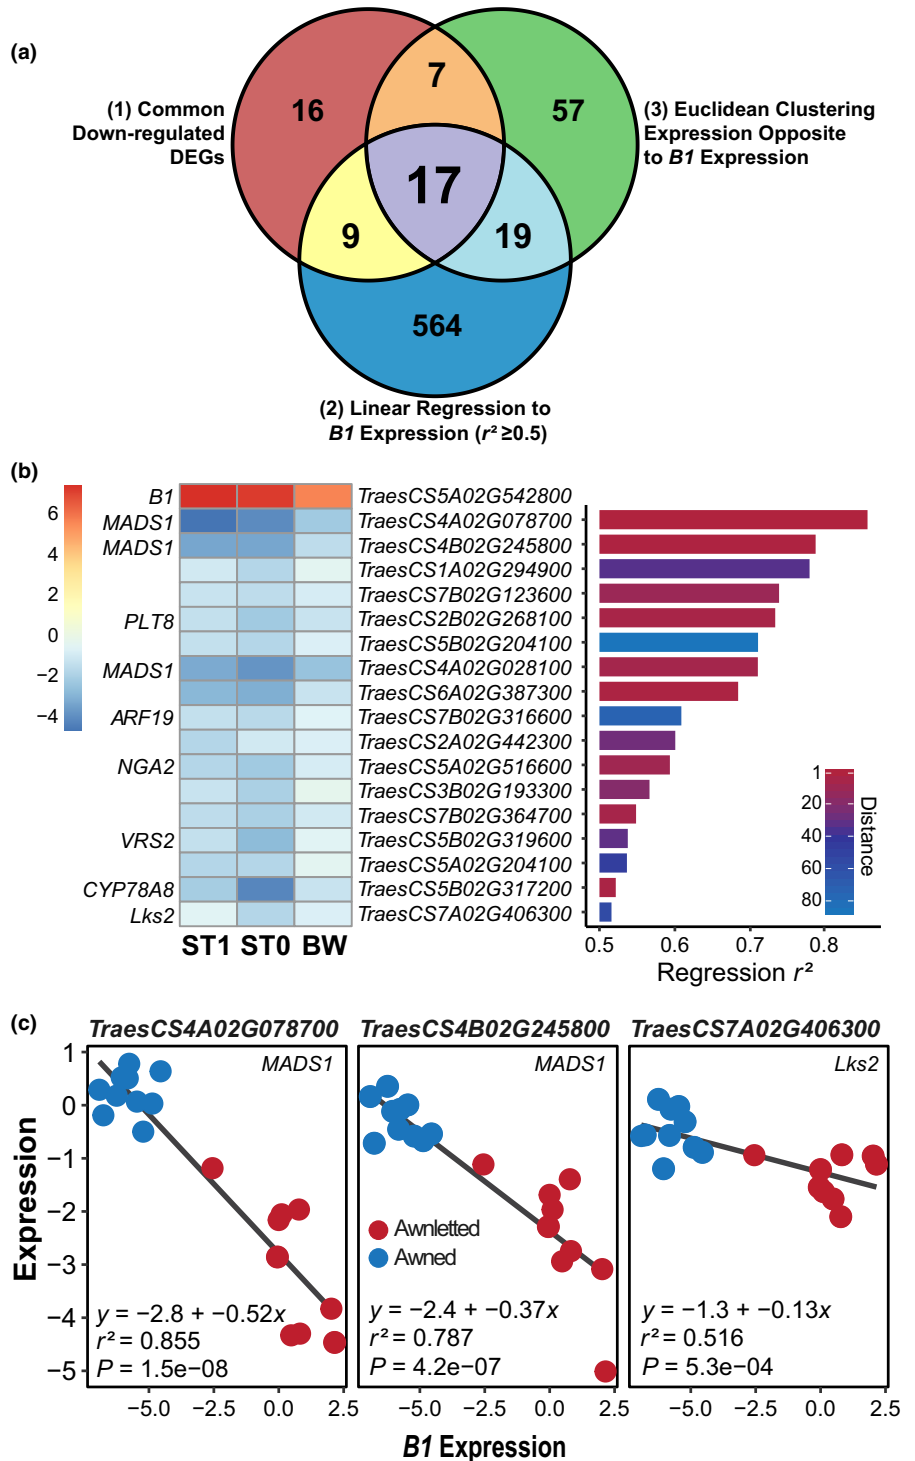 (a)
(1) Common
Down-regulated
DEGs
16
7
57
(3) Euclidean Clustering
Expression Opposite
to B1 Expression
17
9
19
564
(2) Linear Regression to
B1 Expression (r² ≥0.5)
(b)
6
4
2
0
−2
−4
B1
MADS1
MADS1
PLT8
MADS1
ARF19
NGA2
VRS2
CYP78A8
Lks2
ST1 ST0 BW
TraesCS5A02G542800
TraesCS4A02G078700
TraesCS4B02G245800
TraesCS1A02G294900
TraesCS7B02G123600
TraesCS2B02G268100
TraesCS5B02G204100
TraesCS4A02G028100
TraesCS6A02G387300
TraesCS7B02G316600
TraesCS2A02G442300
TraesCS5A02G516600
TraesCS3B02G193300
TraesCS7B02G364700
TraesCS5B02G319600
TraesCS5A02G204100
TraesCS5B02G317200
TraesCS7A02G406300
1
20
40
60
80
Distance
0.5 0.6 0.7 0.8
Regression r²
(c)
TraesCS4A02G078700
TraesCS4B02G245800
TraesCS7A02G406300
MADS1
MADS1
Lks2
Expression
1
0
−1
−2
−3
−4
−5
Awnletted
Awned
y = −2.8 + −0.52x
r² = 0.855
P = 1.5e−08
y = −2.4 + −0.37x
r² = 0.787
P = 4.2e−07
y = −1.3 + −0.13x
r² = 0.516
P = 5.3e−04
−5.0 −2.5 0.0 2.5
−5.0 −2.5 0.0 2.5
−5.0 −2.5 0.0 2.5
B1 Expression